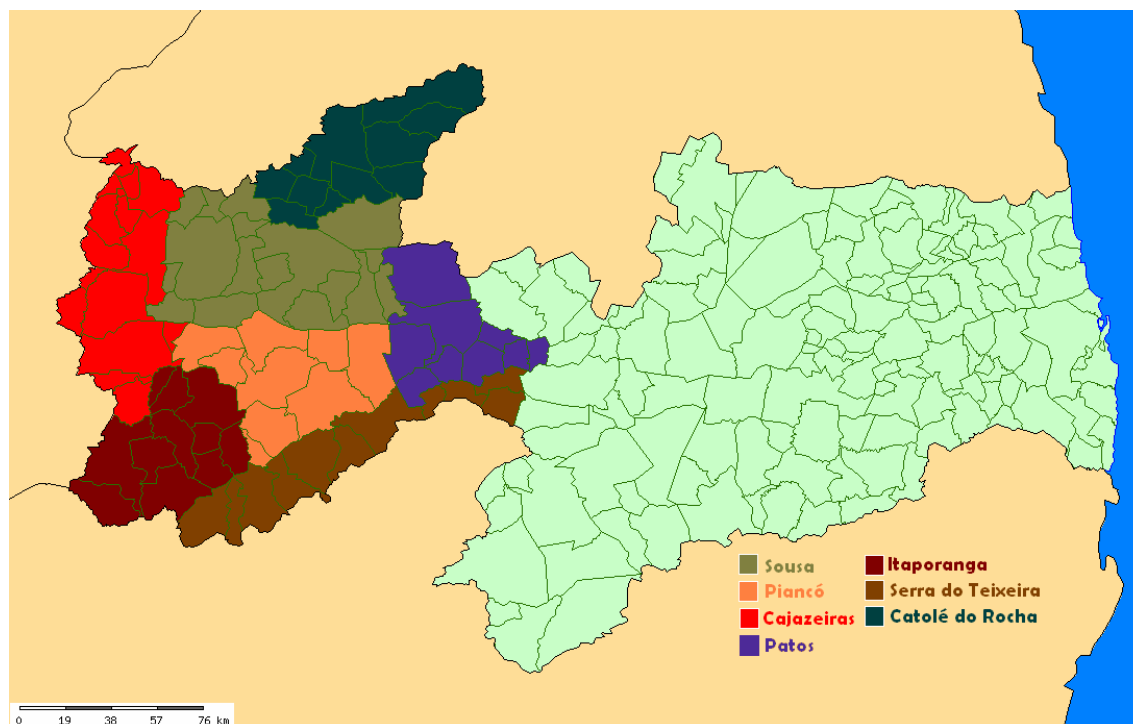 Sousa
Piancó
Cajazeiras
Patos
Itaporanga
Serra do Teixeira
Catolé do Rocha
0 19 38 57 76 km